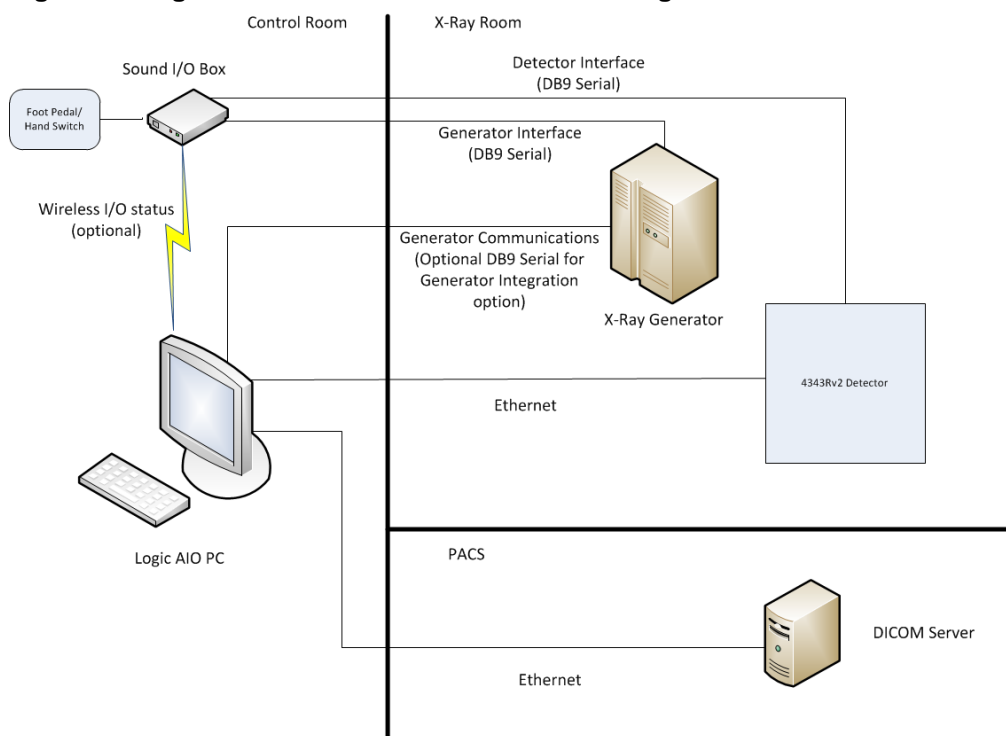 Control Room
X-Ray Room
Sound I/O Box
Foot Pedal/
Hand Switch
Detector Interface
(DB9 Serial)
Generator Interface
(DB9 Serial)
Wireless I/O status
(optional)
Generator Communications
(Optional DB9 Serial for
Generator Integration
option)
X-Ray Generator
4343Rv2 Detector
Ethernet
Logic AIO PC
PACS
DICOM Server
Ethernet